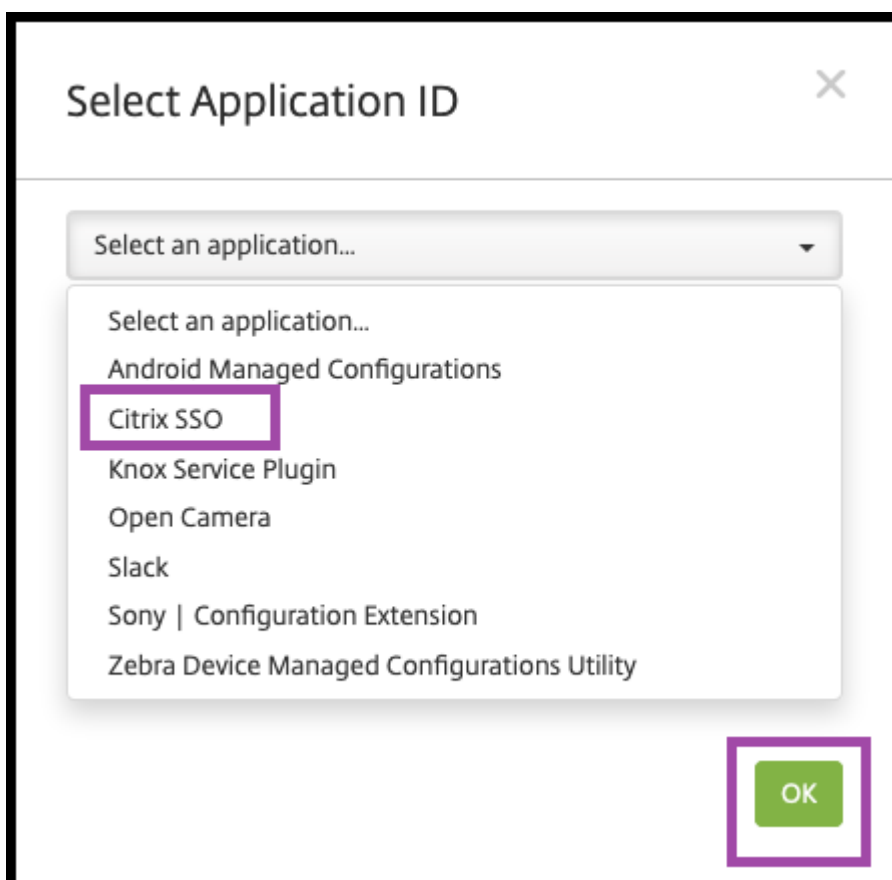 Select Application ID
Select an application...
Select an application...
Android Managed Configurations
Citrix SSO
Knox Service Plugin
Open Camera
Slack
Sony | Configuration Extension
Zebra Device Managed Configurations Utility
OK